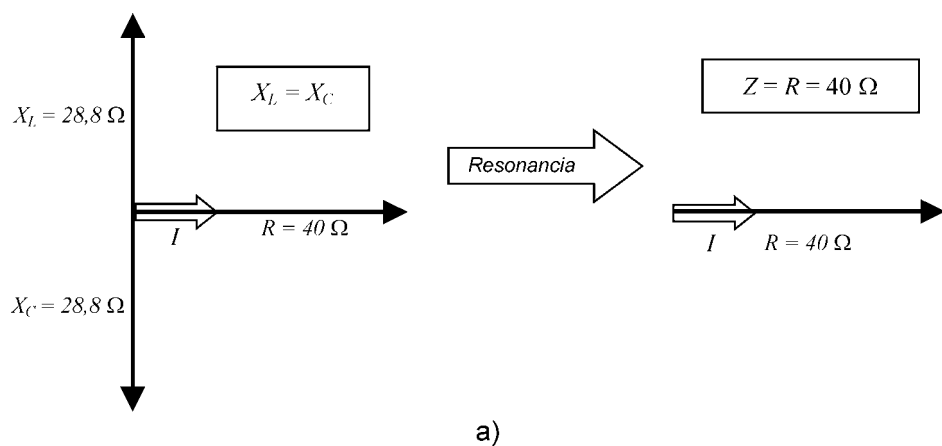 X_L = X_C
X_L = 28,8 Ω
I
R = 40 Ω
X_C = 28,8 Ω
Resonancia
Z = R = 40 Ω
I
R = 40 Ω
a)